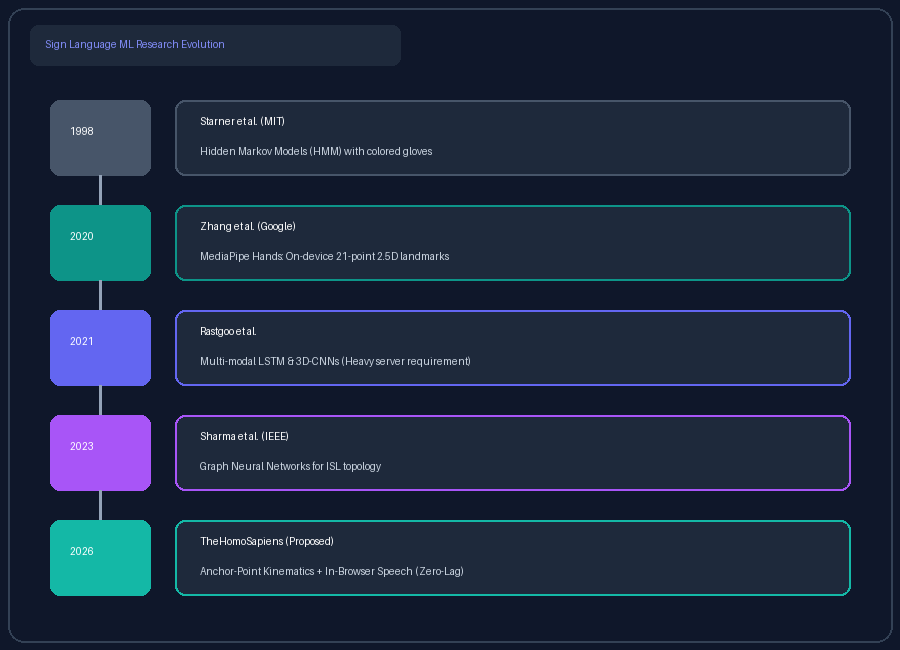 Sign Language ML Research Evolution
1998
Starner et al. (MIT)
Hidden Markov Models (HMM) with colored gloves
2020
Zhang et al. (Google)
MediaPipe Hands: On-device 21-point 2.5D landmarks
2021
Rastgoo et al.
Multi-modal LSTM & 3D-CNNs (Heavy server requirement)
2023
Sharma et al. (IEEE)
Graph Neural Networks for ISL topology
2026
TheHomoSapiens (Proposed)
Anchor-Point Kinematics + In-Browser Speech (Zero-Lag)